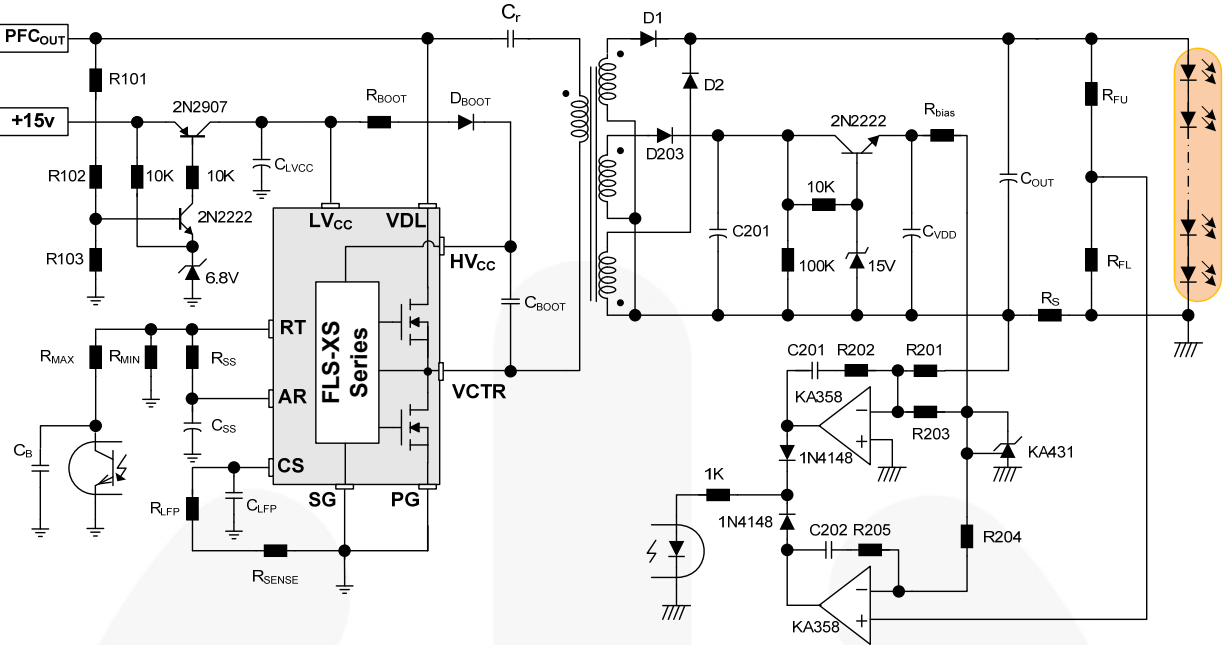 PFCOUT
Cr
D1
R101
D2
RFU
2N2907
RBOOT
DBOOT
+15v
2N2222
Rbias
D203
CLVCC
R102
10K
10K
10K
COUT
2N2222
LVCC
VDL
C201
CVDD
R103
HVCC
6.8V
100K
15V
RFL
CBOOT
RS
RT
RMAX
RMIN
RSS
FLS-XS
Series
VCTR
C201
R202
R201
KA358
AR
CSS
R203
CB
1N4148
KA431
CS
1K
SG
PG
RLFP
CLFP
1N4148
C202
R205
R204
RSENSE
KA358